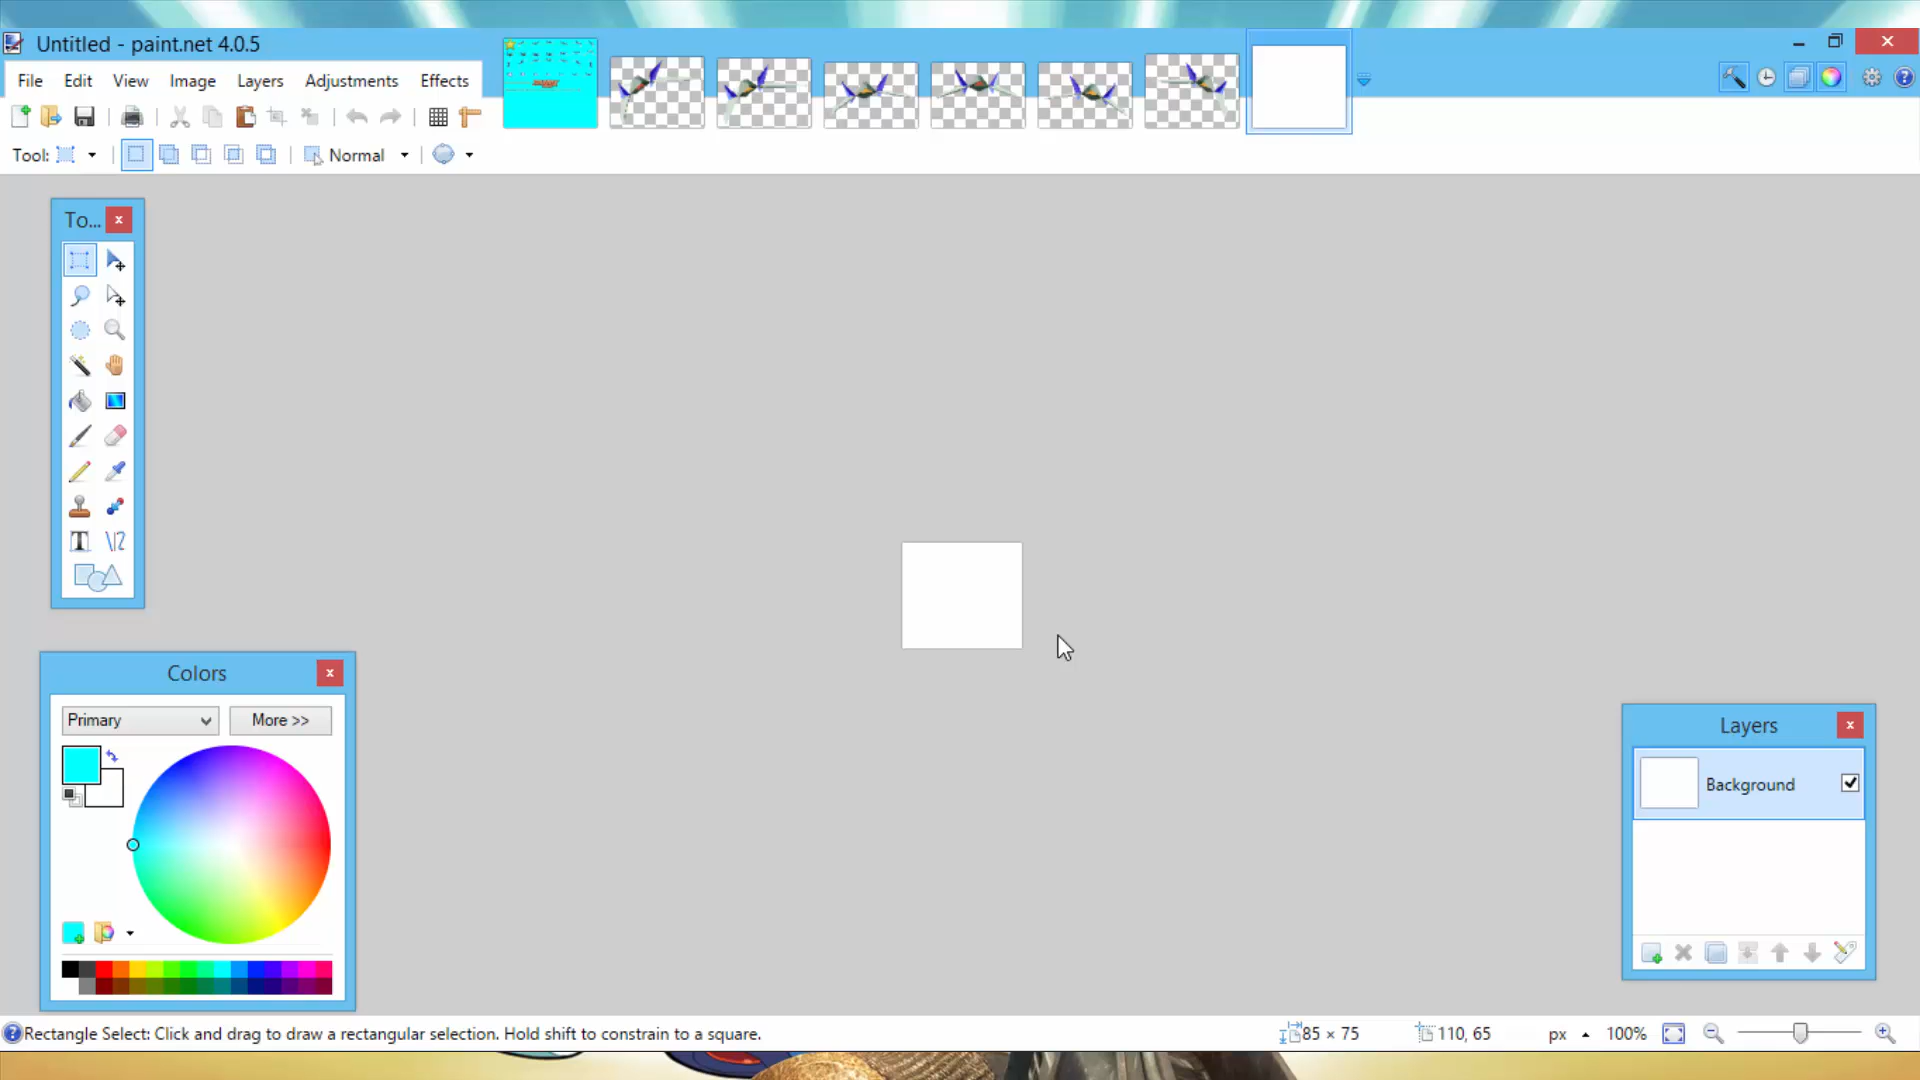 Untitled - paint.net 4.0.5
File Edit View Image Layers Adjustments Effects
Tool: Normal
To...
Colors
Primary More >>
Layers
Background
Rectangle Select: Click and drag to draw a rectangular selection. Hold shift to constrain to a square.
85 × 75 110, 65 px 100%